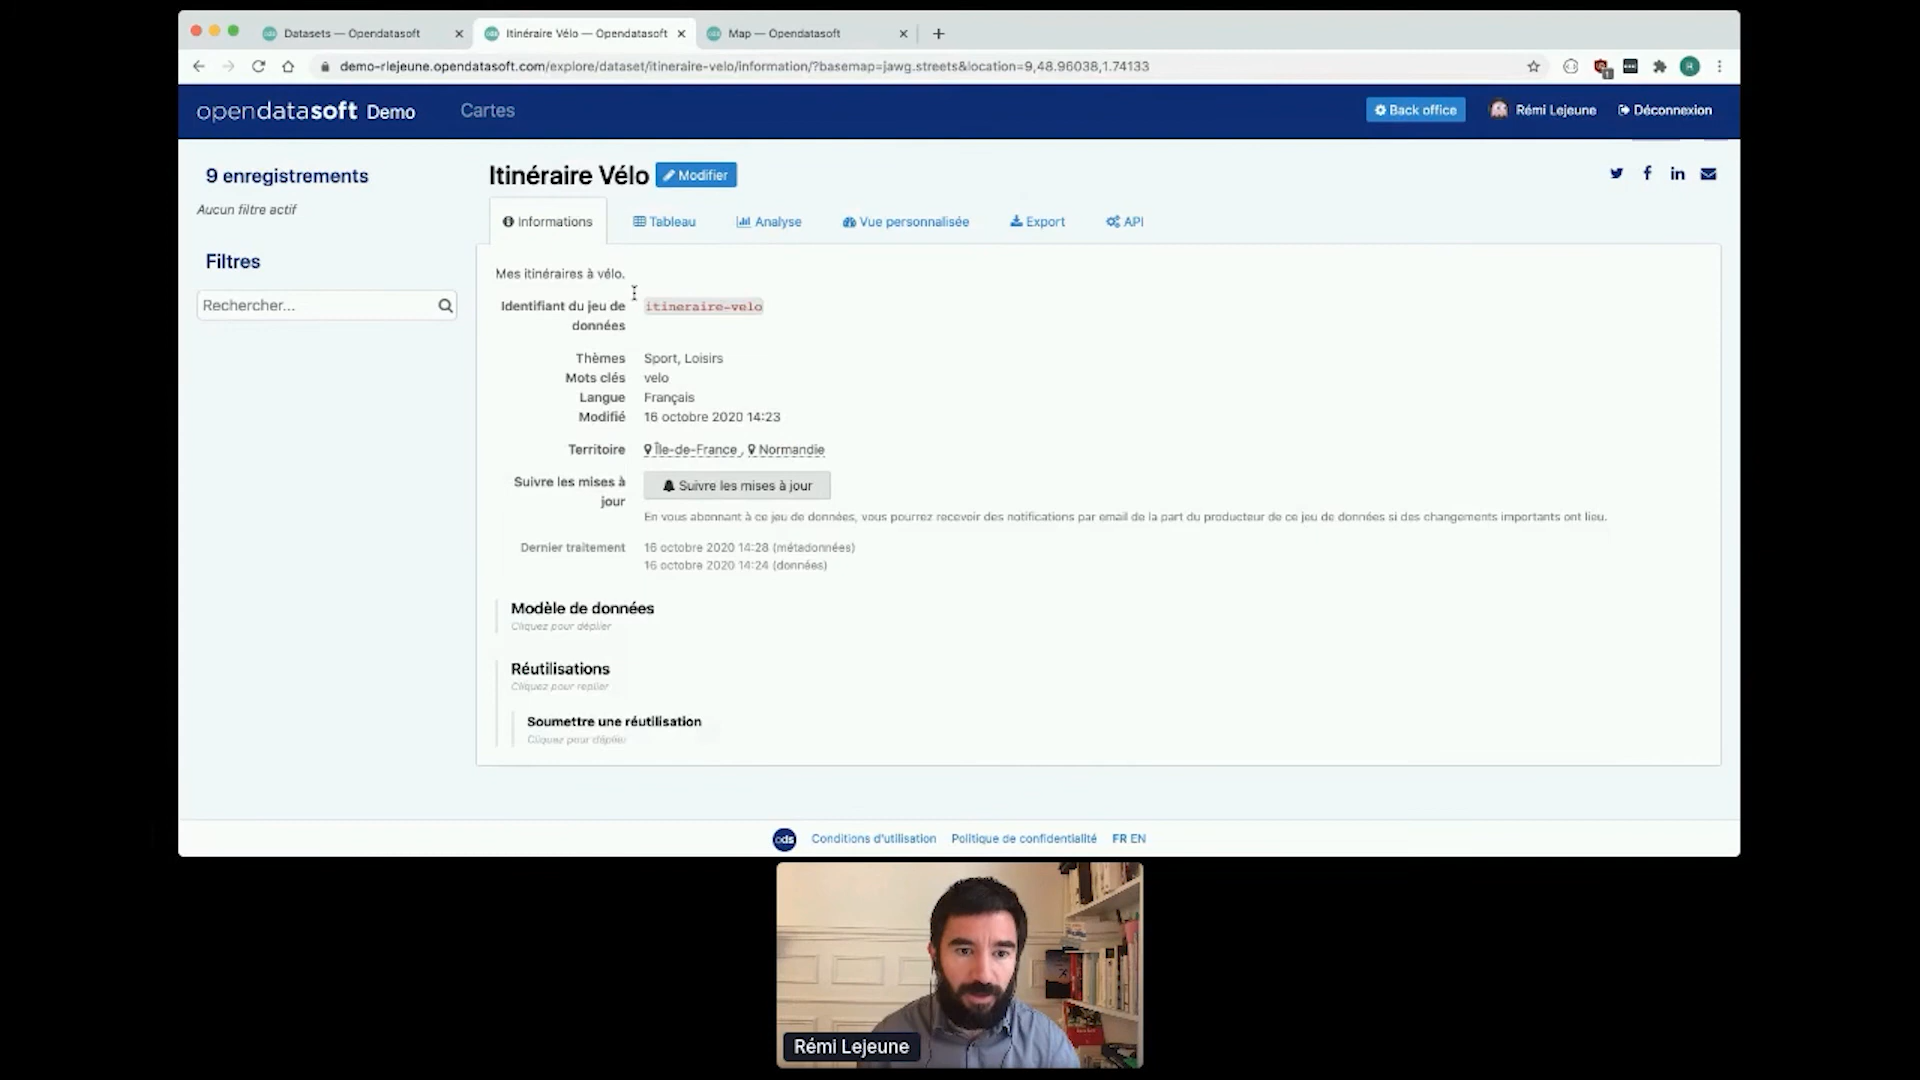 Datasets — Opendatasoft
Itinéraire Vélo — Opendatasoft
Map — Opendatasoft
demo-rlejeune.opendatasoft.com/explore/dataset/itineraire-velo/information/?basemap=jawg.streets&location=9,48.96038,1.74133
opendatasoft Demo
Cartes
Back office
Rémi Lejeune
Déconnexion
9 enregistrements
Aucun filtre actif
Filtres
Rechercher...
Itinéraire Vélo
Modifier
Informations
Tableau
Analyse
Vue personnalisée
Export
API
Mes itinéraires à vélo.
Identifiant du jeu de
données
itineraire-velo
Thèmes Sport, Loisirs
Mots clés velo
Langue Français
Modifié 16 octobre 2020 14:23
Territoire Île-de-France , Normandie
Suivre les mises à
jour
Suivre les mises à jour
En vous abonnant à ce jeu de données, vous pourrez recevoir des notifications par email de la part du producteur de ce jeu de données si des changements importants ont lieu.
Dernier traitement 16 octobre 2020 14:28 (métadonnées)
16 octobre 2020 14:24 (données)
Modèle de données
Cliquez pour déplier
Réutilisations
Cliquez pour replier
Soumettre une réutilisation
Cliquez pour déplier
ods
Conditions d'utilisation
Politique de confidentialité
FR EN
Rémi Lejeune